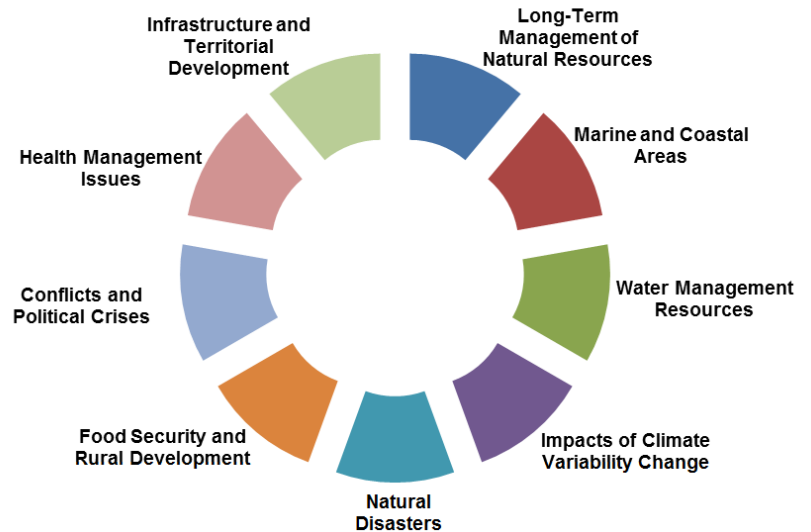 Long-Term
Management of
Natural Resources
Marine and Coastal
Areas
Water Management
Resources
Impacts of Climate
Variability Change
Natural
Disasters
Food Security and
Rural Development
Conflicts and
Political Crises
Health Management
Issues
Infrastructure and
Territorial
Development